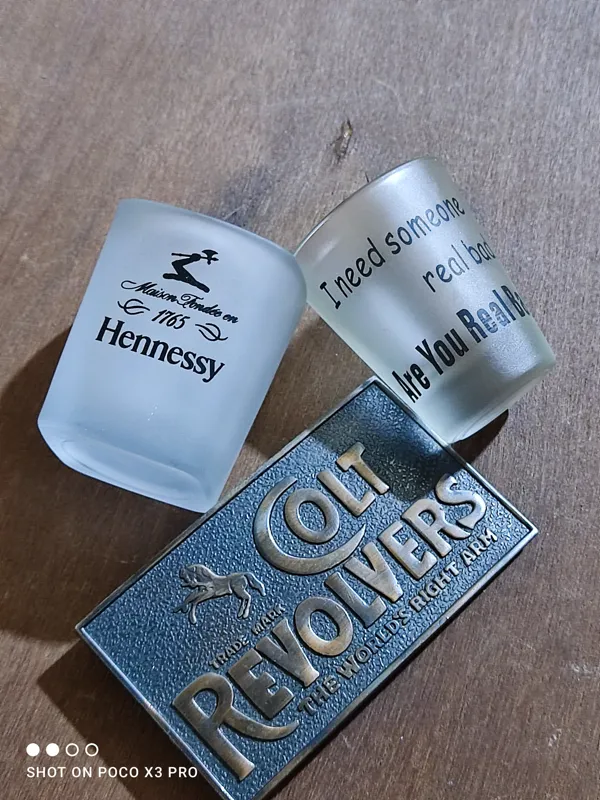 Maison Fondée en
1765
Hennessy
I need someone
real bad
Are You Real
COLT
REVOLVERS
TRADE MARK
THE WORLD'S RIGHT ARM
SHOT ON POCO X3 PRO